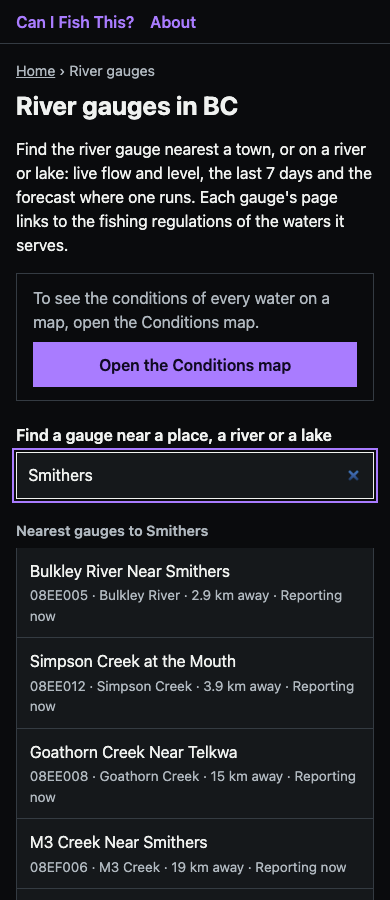 Can I Fish This? About
Home › River gauges
River gauges in BC
Find the river gauge nearest a town, or on a river
or lake: live flow and level, the last 7 days and the
forecast where one runs. Each gauge's page
links to the fishing regulations of the waters it
serves.
To see the conditions of every water on a
map, open the Conditions map.
Open the Conditions map
Find a gauge near a place, a river or a lake
Smithers
Nearest gauges to Smithers
Bulkley River Near Smithers
08EE005 · Bulkley River · 2.9 km away · Reporting
now
Simpson Creek at the Mouth
08EE012 · Simpson Creek · 3.9 km away · Reporting
now
Goathorn Creek Near Telkwa
08EE008 · Goathorn Creek · 15 km away · Reporting
now
M3 Creek Near Smithers
08EF006 · M3 Creek · 19 km away · Reporting now